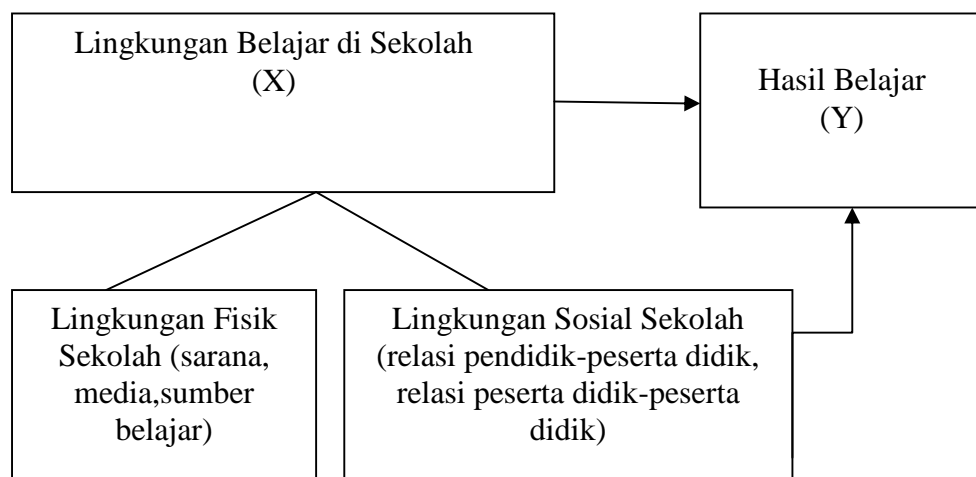 Lingkungan Belajar di Sekolah
(X)
Hasil Belajar
(Y)
Lingkungan Fisik
Sekolah (sarana,
media,sumber
belajar)
Lingkungan Sosial Sekolah
(relasi pendidik-peserta didik,
relasi peserta didik-peserta
didik)